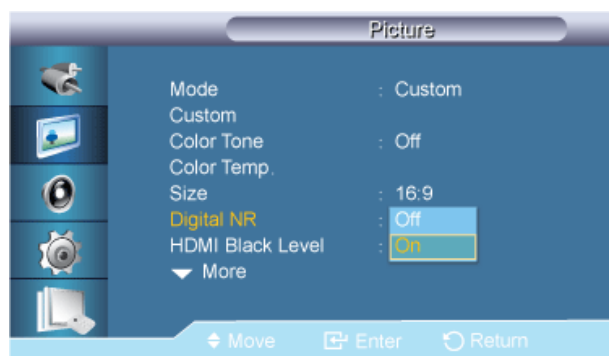 Picture
Mode : Custom
Custom
Color Tone : Off
Color Temp.
Size : 16:9
Digital NR : Off
HDMI Black Level : On
More
Move Enter Return